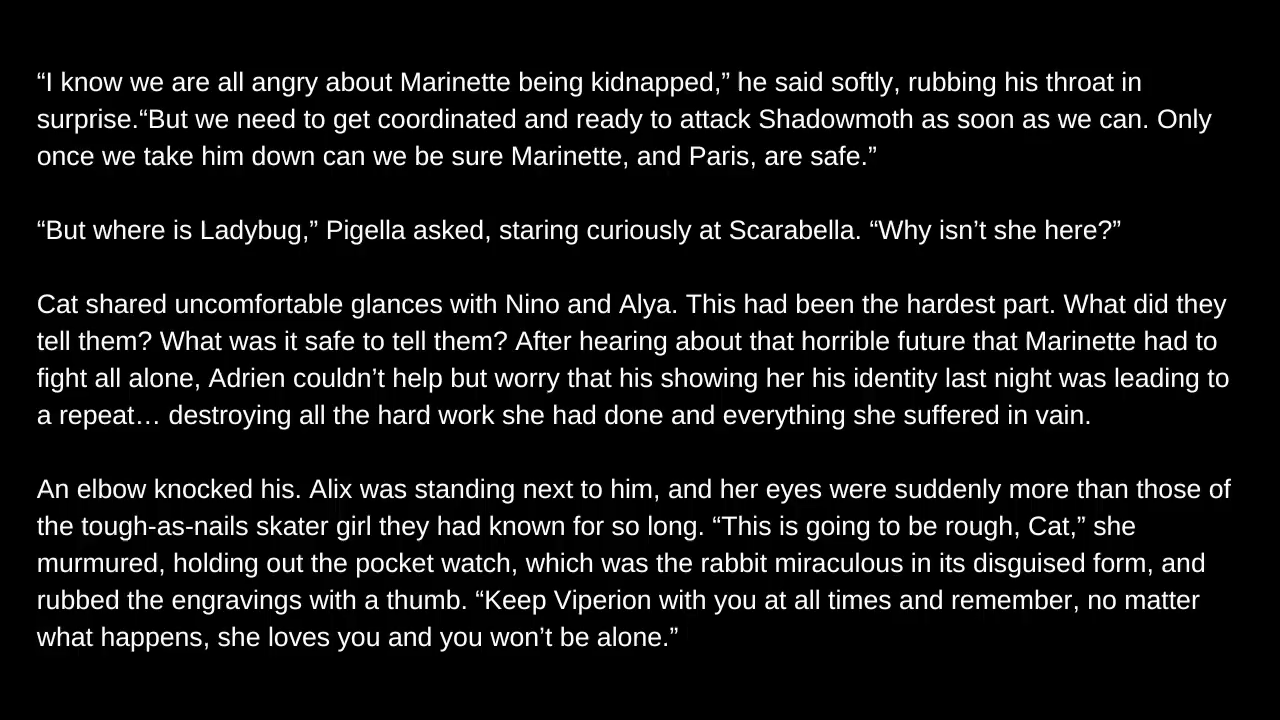 “I know we are all angry about Marinette being kidnapped,” he said softly, rubbing his throat in
surprise.“But we need to get coordinated and ready to attack Shadowmoth as soon as we can. Only
once we take him down can we be sure Marinette, and Paris, are safe.”
“But where is Ladybug,” Pigella asked, staring curiously at Scarabella. “Why isn’t she here?”
Cat shared uncomfortable glances with Nino and Alya. This had been the hardest part. What did they
tell them? What was it safe to tell them? After hearing about that horrible future that Marinette had to
fight all alone, Adrien couldn’t help but worry that his showing her his identity last night was leading to
a repeat… destroying all the hard work she had done and everything she suffered in vain.
An elbow knocked his. Alix was standing next to him, and her eyes were suddenly more than those of
the tough-as-nails skater girl they had known for so long. “This is going to be rough, Cat,” she
murmured, holding out the pocket watch, which was the rabbit miraculous in its disguised form, and
rubbed the engravings with a thumb. “Keep Viperion with you at all times and remember, no matter
what happens, she loves you and you won’t be alone.”